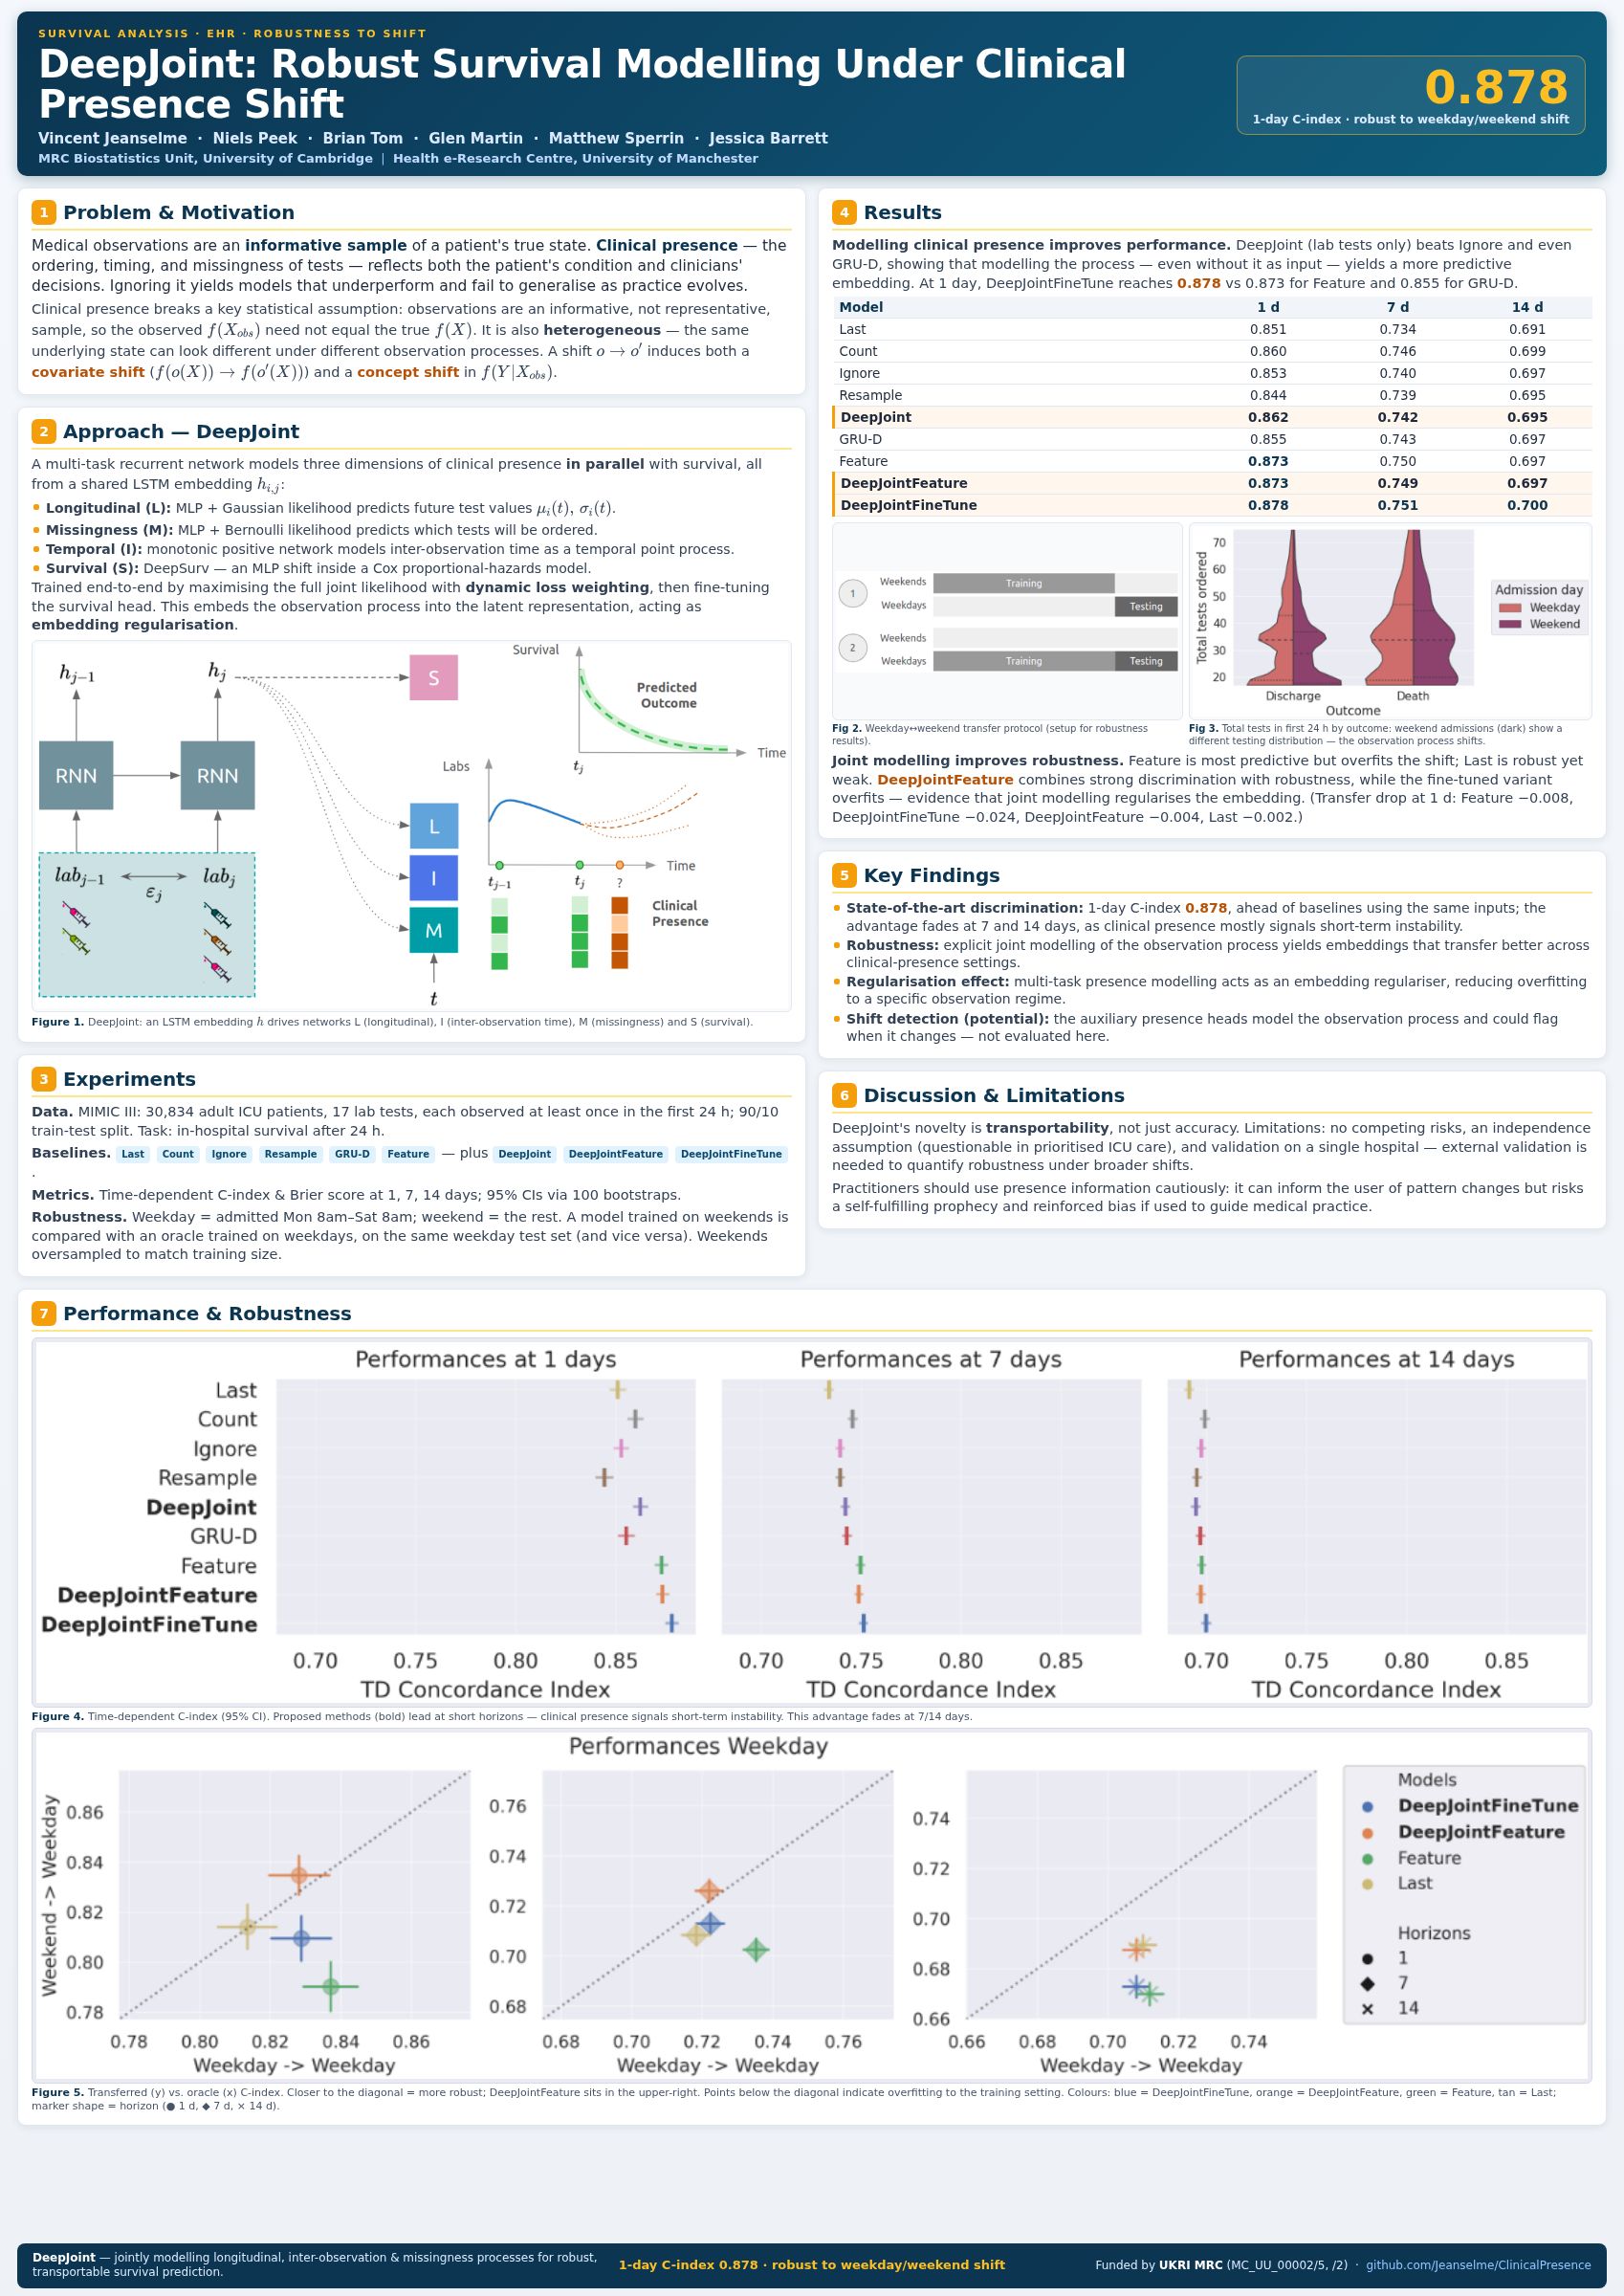 SURVIVAL ANALYSIS · EHR · ROBUSTNESS TO SHIFT
DeepJoint: Robust Survival Modelling Under Clinical
Presence Shift
Vincent Jeanselme · Niels Peek · Brian Tom · Glen Martin · Matthew Sperrin · Jessica Barrett
MRC Biostatistics Unit, University of Cambridge | Health e-Research Centre, University of Manchester
0.878
1-day C-index · robust to weekday/weekend shift
1 Problem & Motivation
Medical observations are an informative sample of a patient's true state. Clinical presence — the
ordering, timing, and missingness of tests — reflects both the patient's condition and clinicians'
decisions. Ignoring it yields models that underperform and fail to generalise as practice evolves.
Clinical presence breaks a key statistical assumption: observations are an informative, not representative,
sample, so the observed f(X_obs) need not equal the true f(X). It is also heterogeneous — the same
underlying state can look different under different observation processes. A shift o → o′ induces both a
covariate shift (f(o(X)) → f(o′(X))) and a concept shift in f(Y|X_obs).
2 Approach — DeepJoint
A multi-task recurrent network models three dimensions of clinical presence in parallel with survival, all
from a shared LSTM embedding h_i,j:
Longitudinal (L): MLP + Gaussian likelihood predicts future test values μ_i(t), σ_i(t).
Missingness (M): MLP + Bernoulli likelihood predicts which tests will be ordered.
Temporal (I): monotonic positive network models inter-observation time as a temporal point process.
Survival (S): DeepSurv — an MLP shift inside a Cox proportional-hazards model.
Trained end-to-end by maximising the full joint likelihood with dynamic loss weighting, then fine-tuning
the survival head. This embeds the observation process into the latent representation, acting as
embedding regularisation.
h_j−1
h_j
S
Survival
Predicted
Outcome
Time
t_j
RNN
RNN
Labs
L
Time
I
t_j−1
t_j
?
lab_j−1
lab_j
ε_j
M
Clinical
Presence
t
Figure 1. DeepJoint: an LSTM embedding h drives networks L (longitudinal), I (inter-observation time), M (missingness) and S (survival).
3 Experiments
Data. MIMIC III: 30,834 adult ICU patients, 17 lab tests, each observed at least once in the first 24 h; 90/10
train-test split. Task: in-hospital survival after 24 h.
Baselines. Last Count Ignore Resample GRU-D Feature — plus DeepJoint DeepJointFeature DeepJointFineTune
.
Metrics. Time-dependent C-index & Brier score at 1, 7, 14 days; 95% CIs via 100 bootstraps.
Robustness. Weekday = admitted Mon 8am–Sat 8am; weekend = the rest. A model trained on weekends is
compared with an oracle trained on weekdays, on the same weekday test set (and vice versa). Weekends
oversampled to match training size.
4 Results
Modelling clinical presence improves performance. DeepJoint (lab tests only) beats Ignore and even
GRU-D, showing that modelling the process — even without it as input — yields a more predictive
embedding. At 1 day, DeepJointFineTune reaches 0.878 vs 0.873 for Feature and 0.855 for GRU-D.
Model 1 d 7 d 14 d
Last 0.851 0.734 0.691
Count 0.860 0.746 0.699
Ignore 0.853 0.740 0.697
Resample 0.844 0.739 0.695
DeepJoint 0.862 0.742 0.695
GRU-D 0.855 0.743 0.697
Feature 0.873 0.750 0.697
DeepJointFeature 0.873 0.749 0.697
DeepJointFineTune 0.878 0.751 0.700
1
Weekends
Training
Weekdays
Testing
2
Weekends
Weekdays
Training
Testing
Fig 2. Weekday↔weekend transfer protocol (setup for robustness
results).
Total tests ordered
70
60
50
40
30
20
Discharge
Death
Outcome
Admission day
Weekday
Weekend
Fig 3. Total tests in first 24 h by outcome: weekend admissions (dark) show a
different testing distribution — the observation process shifts.
Joint modelling improves robustness. Feature is most predictive but overfits the shift; Last is robust yet
weak. DeepJointFeature combines strong discrimination with robustness, while the fine-tuned variant
overfits — evidence that joint modelling regularises the embedding. (Transfer drop at 1 d: Feature −0.008,
DeepJointFineTune −0.024, DeepJointFeature −0.004, Last −0.002.)
5 Key Findings
State-of-the-art discrimination: 1-day C-index 0.878, ahead of baselines using the same inputs; the
advantage fades at 7 and 14 days, as clinical presence mostly signals short-term instability.
Robustness: explicit joint modelling of the observation process yields embeddings that transfer better across
clinical-presence settings.
Regularisation effect: multi-task presence modelling acts as an embedding regulariser, reducing overfitting
to a specific observation regime.
Shift detection (potential): the auxiliary presence heads model the observation process and could flag
when it changes — not evaluated here.
6 Discussion & Limitations
DeepJoint's novelty is transportability, not just accuracy. Limitations: no competing risks, an independence
assumption (questionable in prioritised ICU care), and validation on a single hospital — external validation is
needed to quantify robustness under broader shifts.
Practitioners should use presence information cautiously: it can inform the user of pattern changes but risks
a self-fulfilling prophecy and reinforced bias if used to guide medical practice.
7 Performance & Robustness
Performances at 1 days
Performances at 7 days
Performances at 14 days
Last
Count
Ignore
Resample
DeepJoint
GRU-D
Feature
DeepJointFeature
DeepJointFineTune
0.70 0.75 0.80 0.85
0.70 0.75 0.80 0.85
0.70 0.75 0.80 0.85
TD Concordance Index
TD Concordance Index
TD Concordance Index
Figure 4. Time-dependent C-index (95% CI). Proposed methods (bold) lead at short horizons — clinical presence signals short-term instability. This advantage fades at 7/14 days.
Performances Weekday
Weekend -> Weekday
0.86
0.84
0.82
0.80
0.78
0.78 0.80 0.82 0.84 0.86
Weekday -> Weekday
0.76
0.74
0.72
0.70
0.68
0.68 0.70 0.72 0.74 0.76
Weekday -> Weekday
0.74
0.72
0.70
0.68
0.66
0.66 0.68 0.70 0.72 0.74
Weekday -> Weekday
Models
DeepJointFineTune
DeepJointFeature
Feature
Last
Horizons
1
7
14
Figure 5. Transferred (y) vs. oracle (x) C-index. Closer to the diagonal = more robust; DeepJointFeature sits in the upper-right. Points below the diagonal indicate overfitting to the training setting. Colours: blue = DeepJointFineTune, orange = DeepJointFeature, green = Feature, tan = Last;
marker shape = horizon (● 1 d, ◆ 7 d, × 14 d).
DeepJoint — jointly modelling longitudinal, inter-observation & missingness processes for robust,
transportable survival prediction.
1-day C-index 0.878 · robust to weekday/weekend shift
Funded by UKRI MRC (MC_UU_00002/5, /2) · github.com/Jeanselme/ClinicalPresence